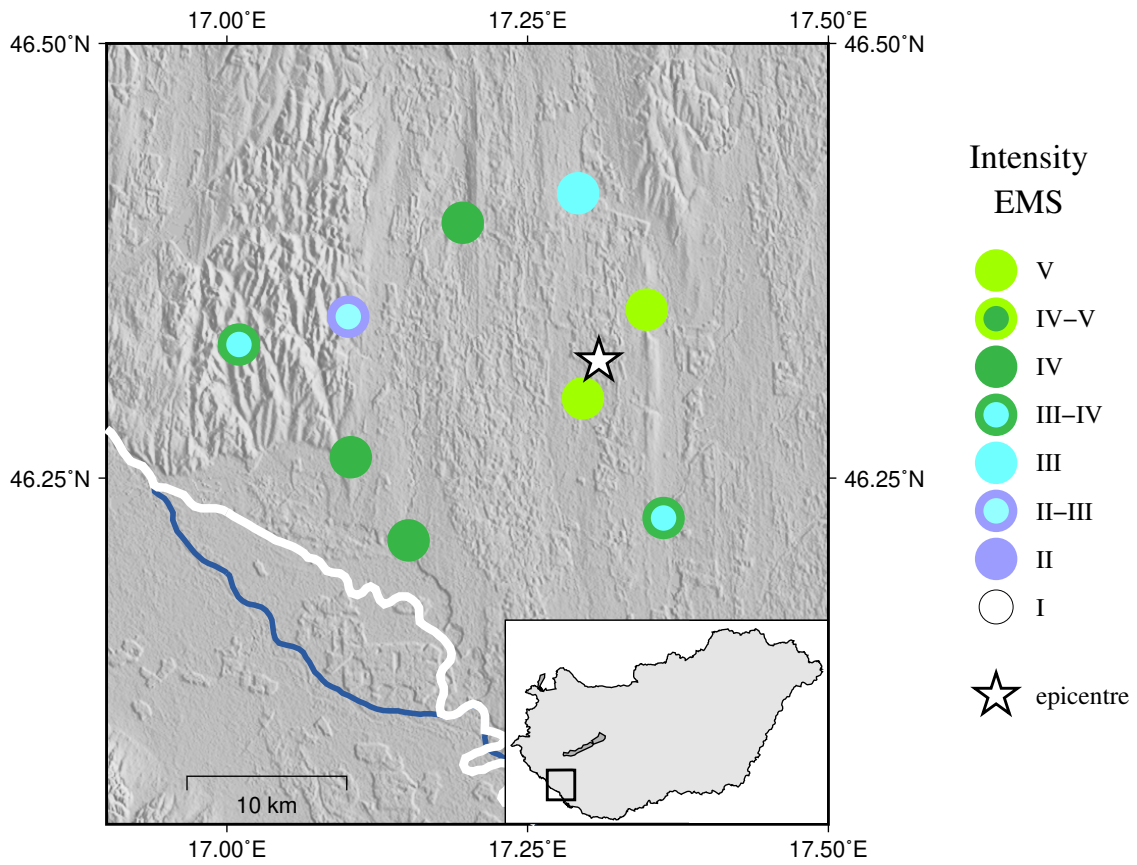 17.00˚E 17.25˚E 17.50˚E
46.50˚N 46.50˚N
46.25˚N 46.25˚N
10 km
17.00˚E 17.25˚E 17.50˚E
Intensity
EMS
V
IV−V
IV
III−IV
III
II−III
II
I
epicentre